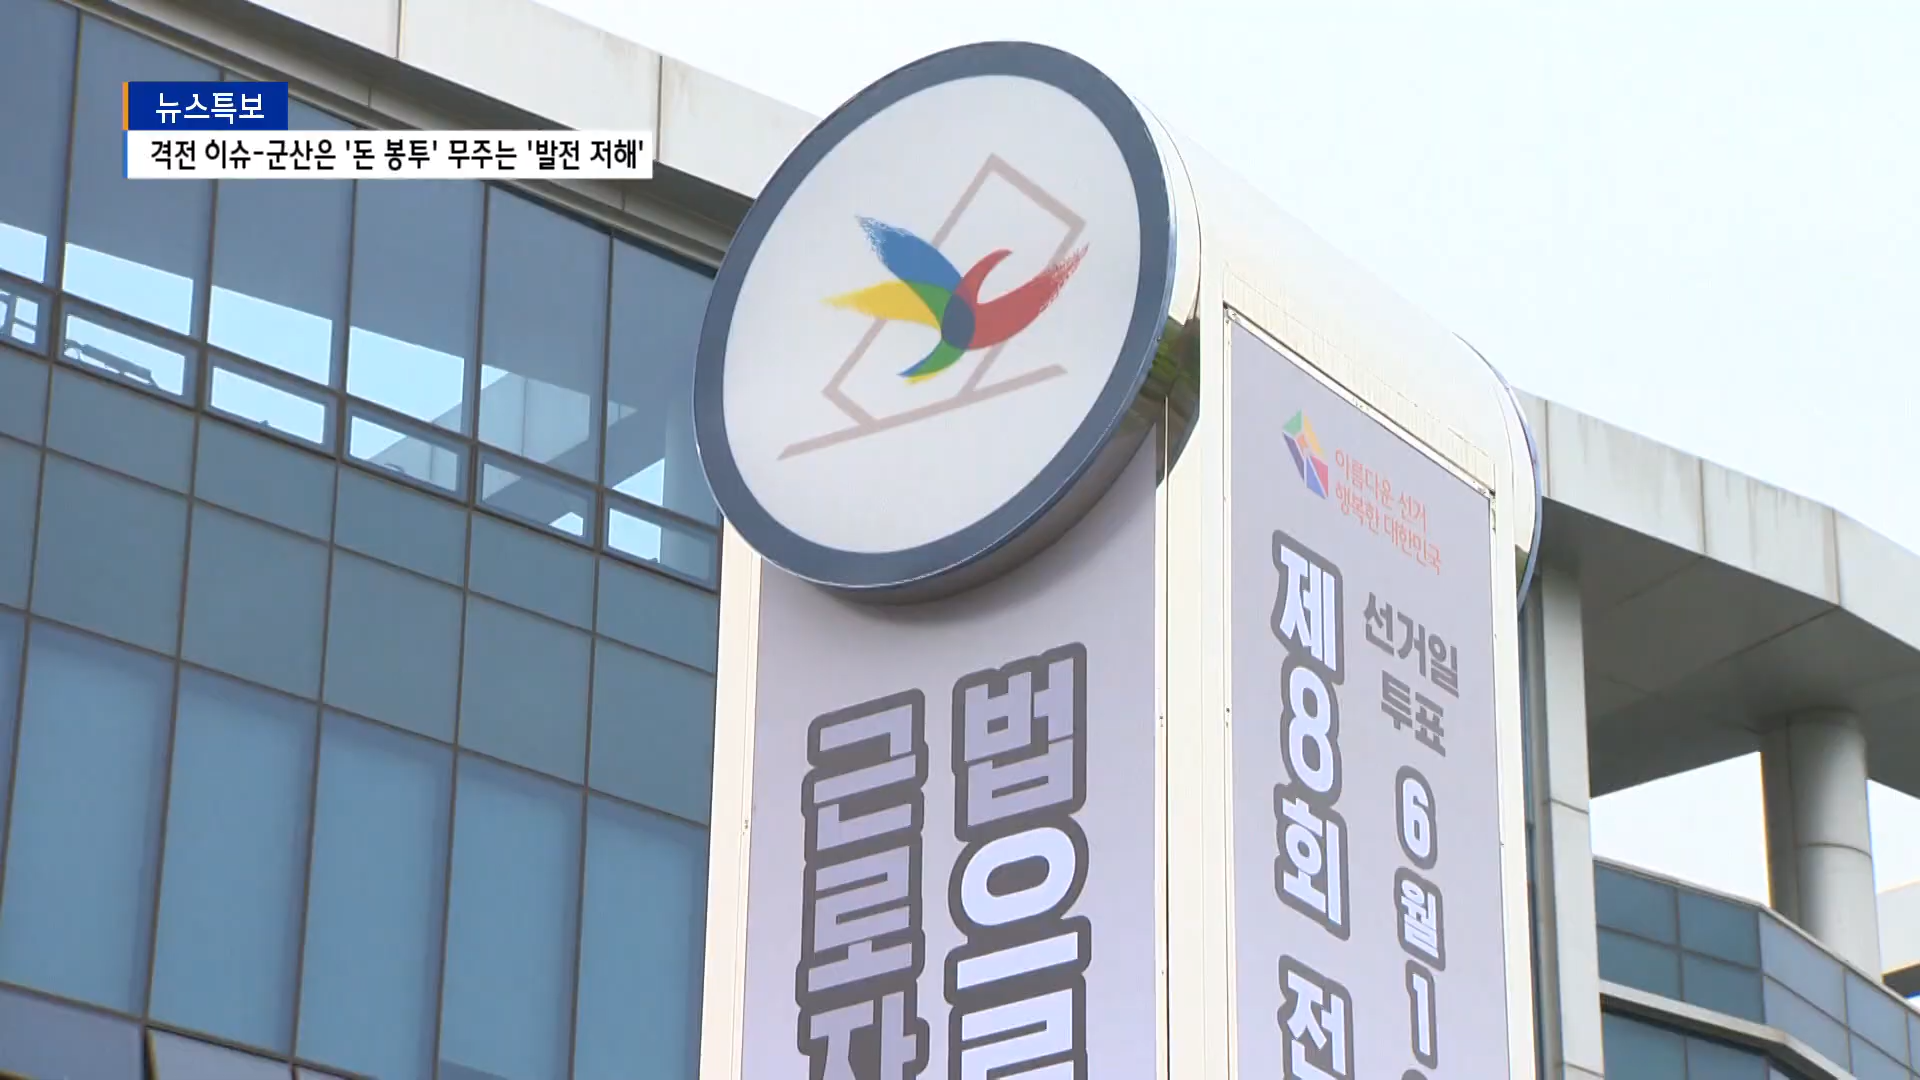 뉴스특보
격전 이슈-군산은 '돈 봉투' 무주는 '발전 저해'
아름다운 선거
행복한 대한민국
법으로
근로자
제8회 전
선거일
투표
6월1